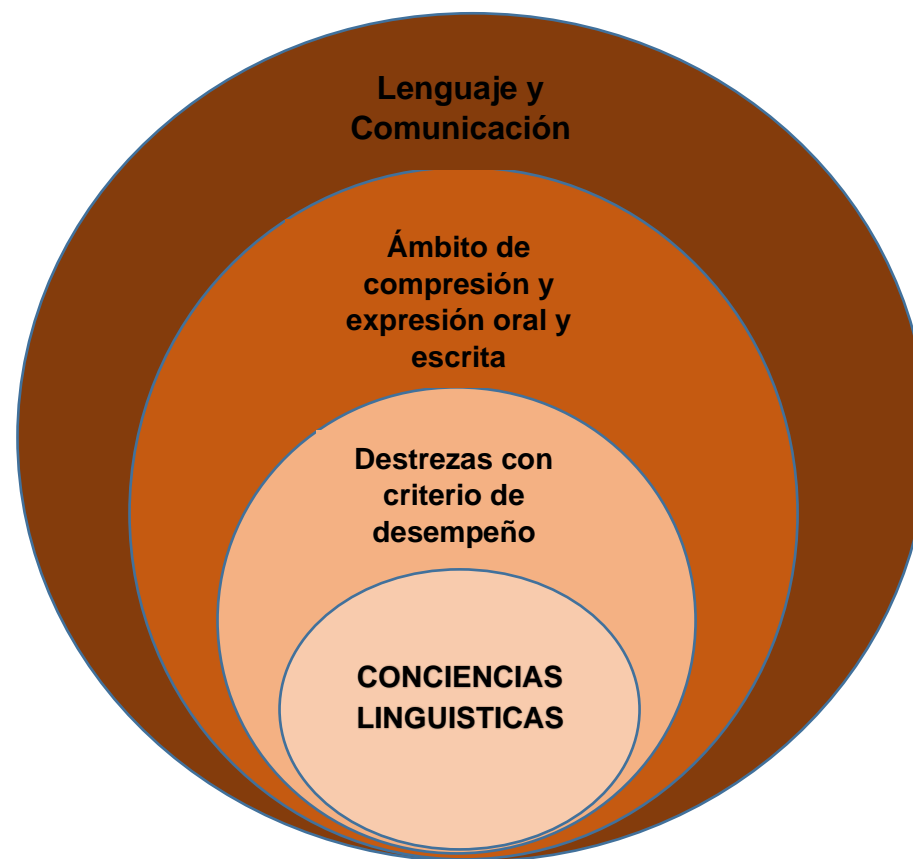 Lenguaje y
Comunicación
Ámbito de
compresión y
expresión oral y
escrita
Destrezas con
criterio de
desempeño
CONCIENCIAS
LINGUISTICAS